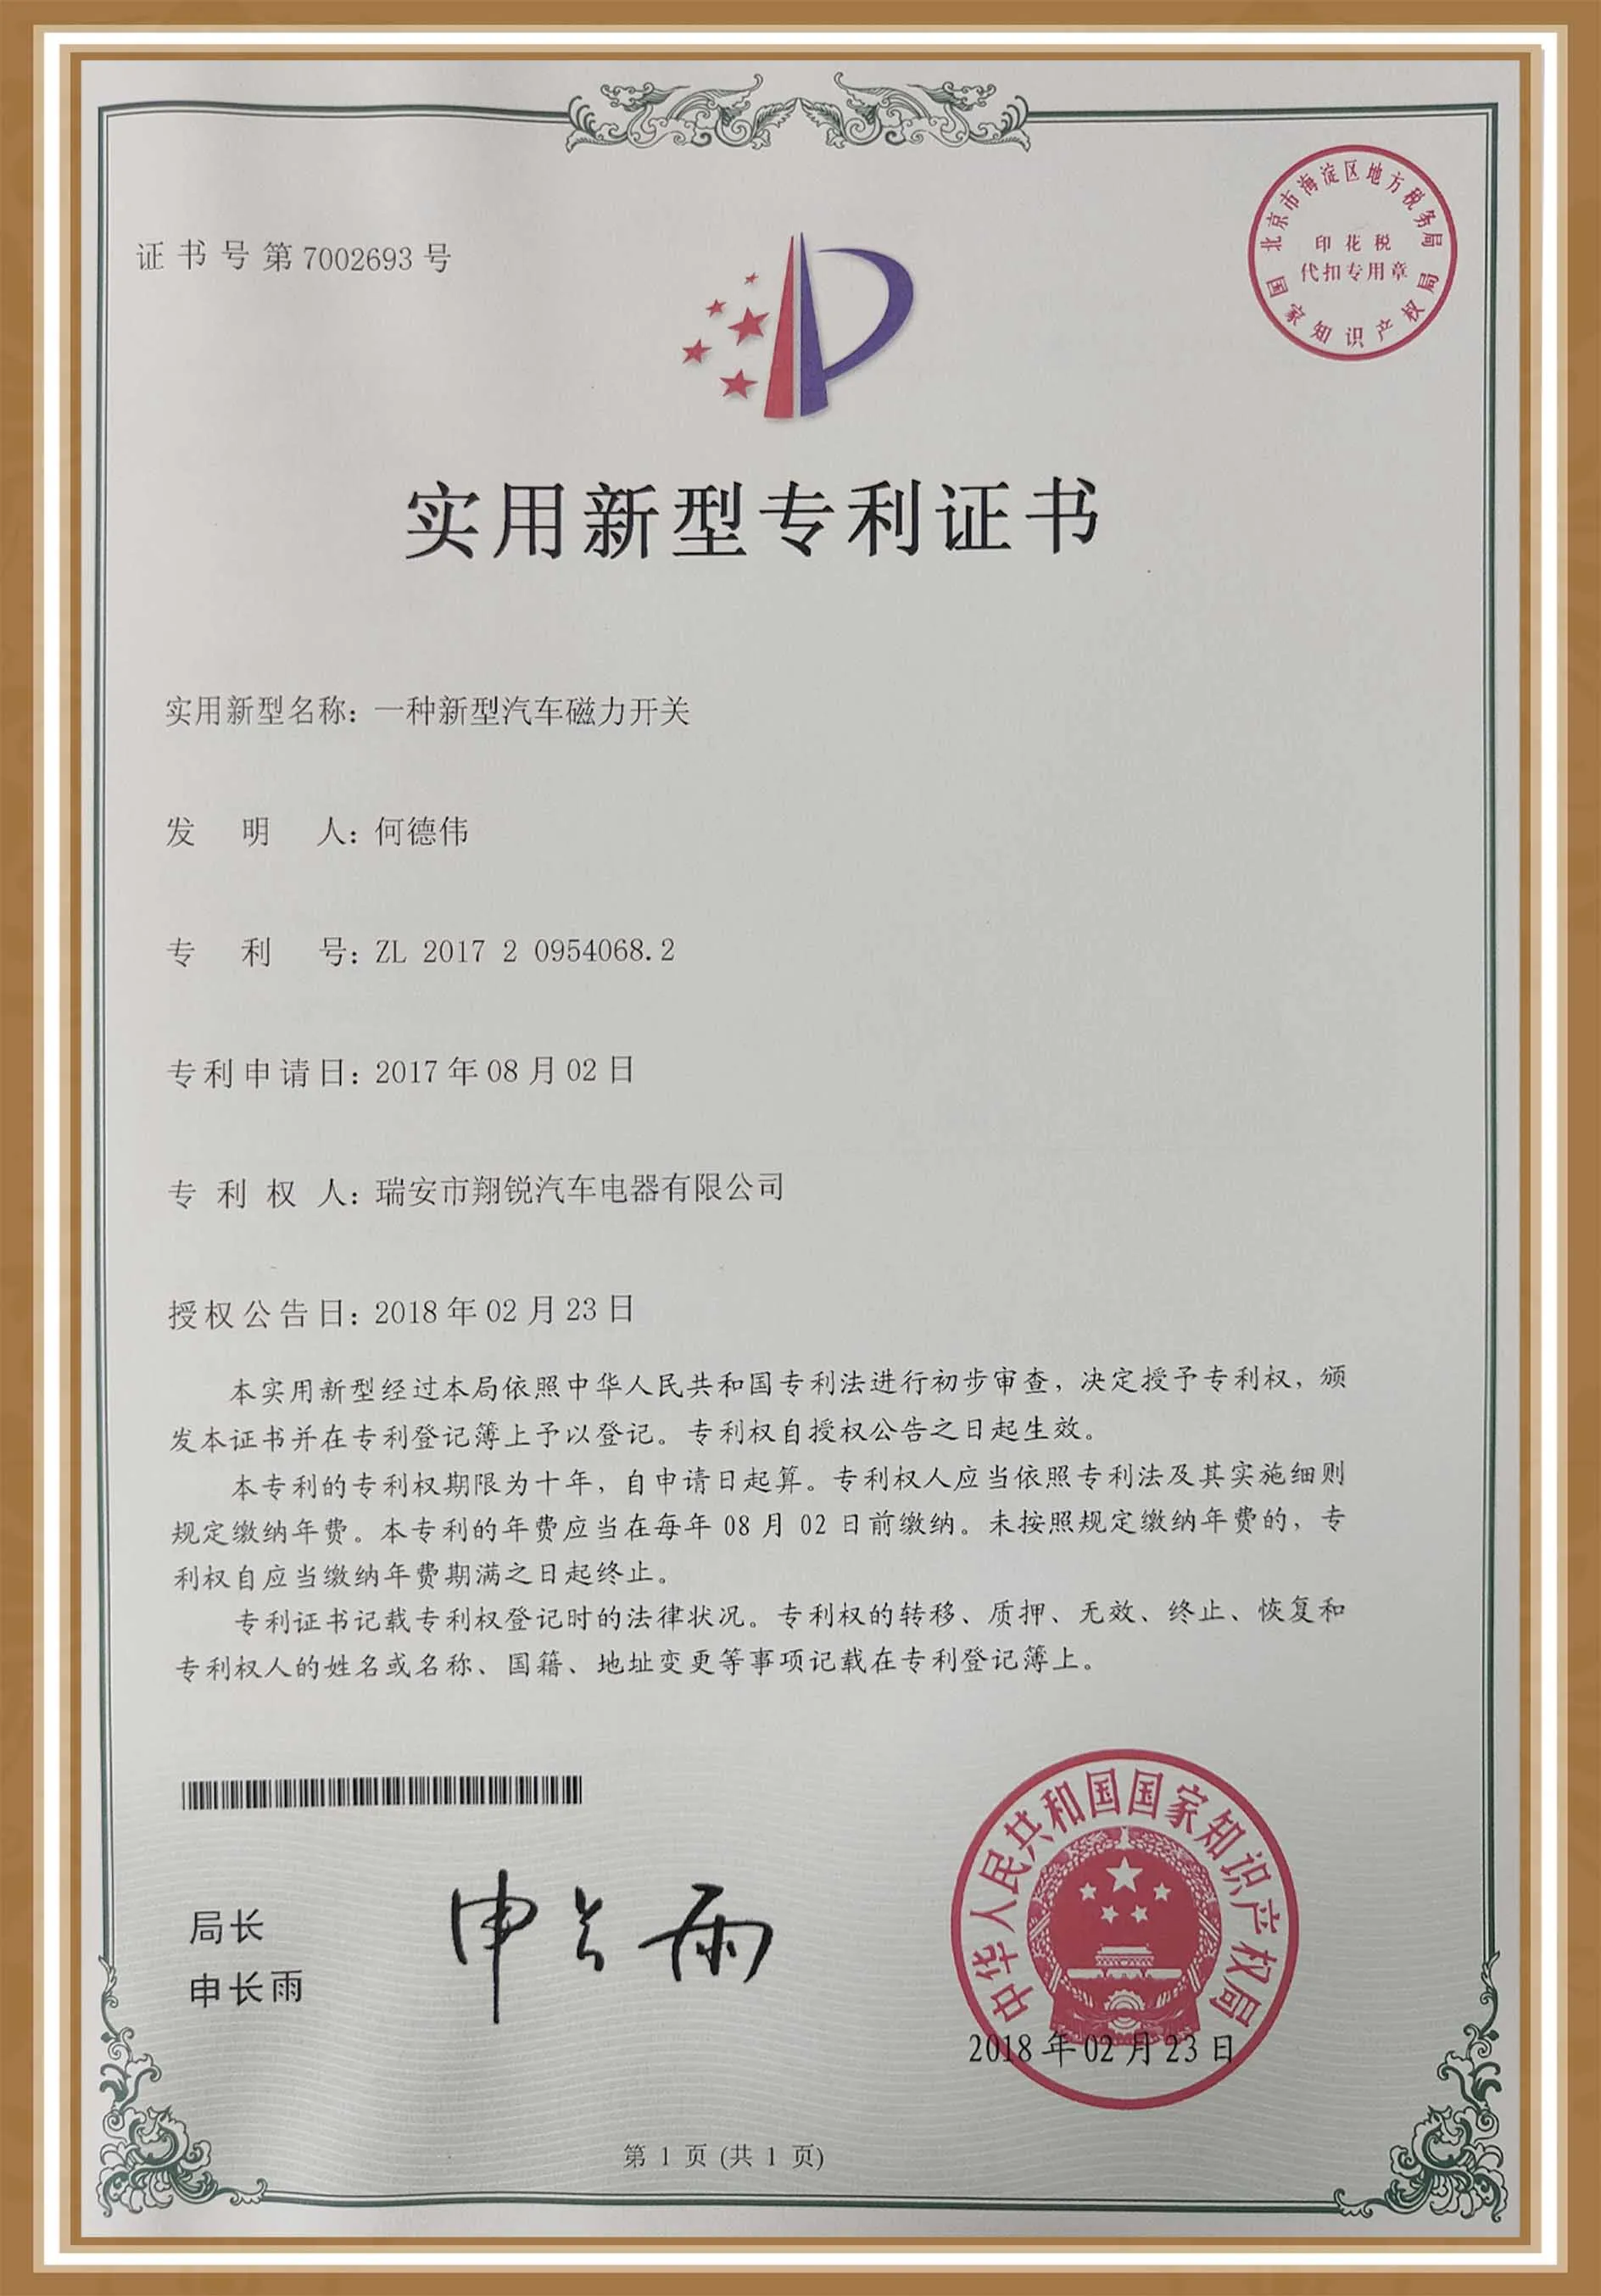 证书号第7002693号
北京市海淀区地方税务局
印花税
代扣专用章
国家知识产权局
实用新型专利证书
实用新型名称：一种新型汽车磁力开关
发明人：何德伟
专利号：ZL 2017 2 0954068.2
专利申请日：2017年08月02日
专利权人：瑞安市翔锐汽车电器有限公司
授权公告日：2018年02月23日
本实用新型经过本局依照中华人民共和国专利法进行初步审查，决定授予专利权，颁
发本证书并在专利登记簿上予以登记。专利权自授权公告之日起生效。
本专利的专利权期限为十年，自申请日起算。专利权人应当依照专利法及其实施细则
规定缴纳年费。本专利的年费应当在每年08月02日前缴纳。未按照规定缴纳年费的，专
利权自应当缴纳年费期满之日起终止。
专利证书记载专利权登记时的法律状况。专利权的转移、质押、无效、终止、恢复和
专利权人的姓名或名称、国籍、地址变更等事项记载在专利登记簿上。
局长
申长雨
申长雨
中华人民共和国国家知识产权局
2018年02月23日
第1页(共1页)